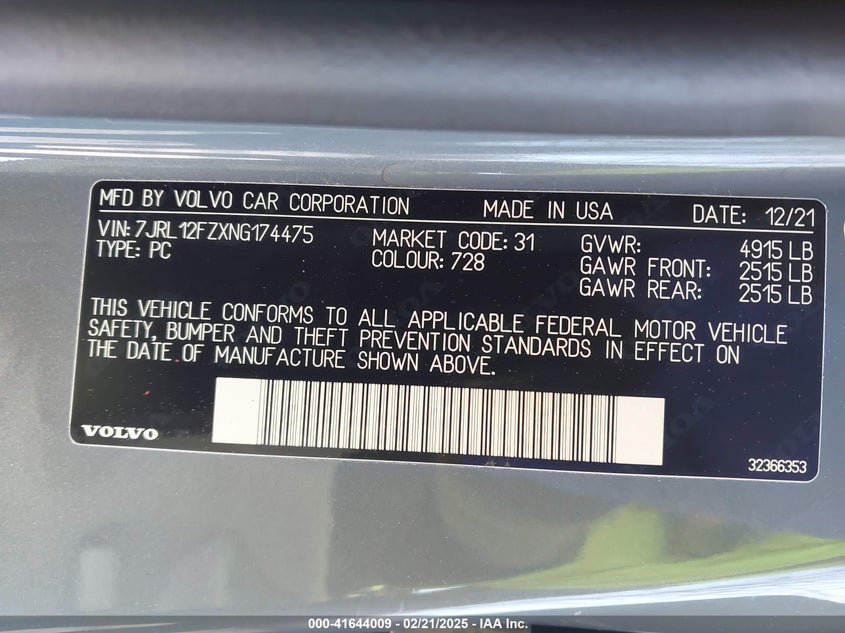 MFD BY VOLVO CAR CORPORATION MADE IN USA DATE: 12/21
VIN: 7JRL12FZXNG174475 MARKET CODE: 31 GVWR: 4915 LB
TYPE: PC COLOUR: 728 GAWR FRONT: 2515 LB
GAWR REAR: 2515 LB
THIS VEHICLE CONFORMS TO ALL APPLICABLE FEDERAL MOTOR VEHICLE
SAFETY, BUMPER AND THEFT PREVENTION STANDARDS IN EFFECT ON
THE DATE OF MANUFACTURE SHOWN ABOVE.
VOLVO
32366353
000-41644009 - 02/21/2025 - IAA Inc.